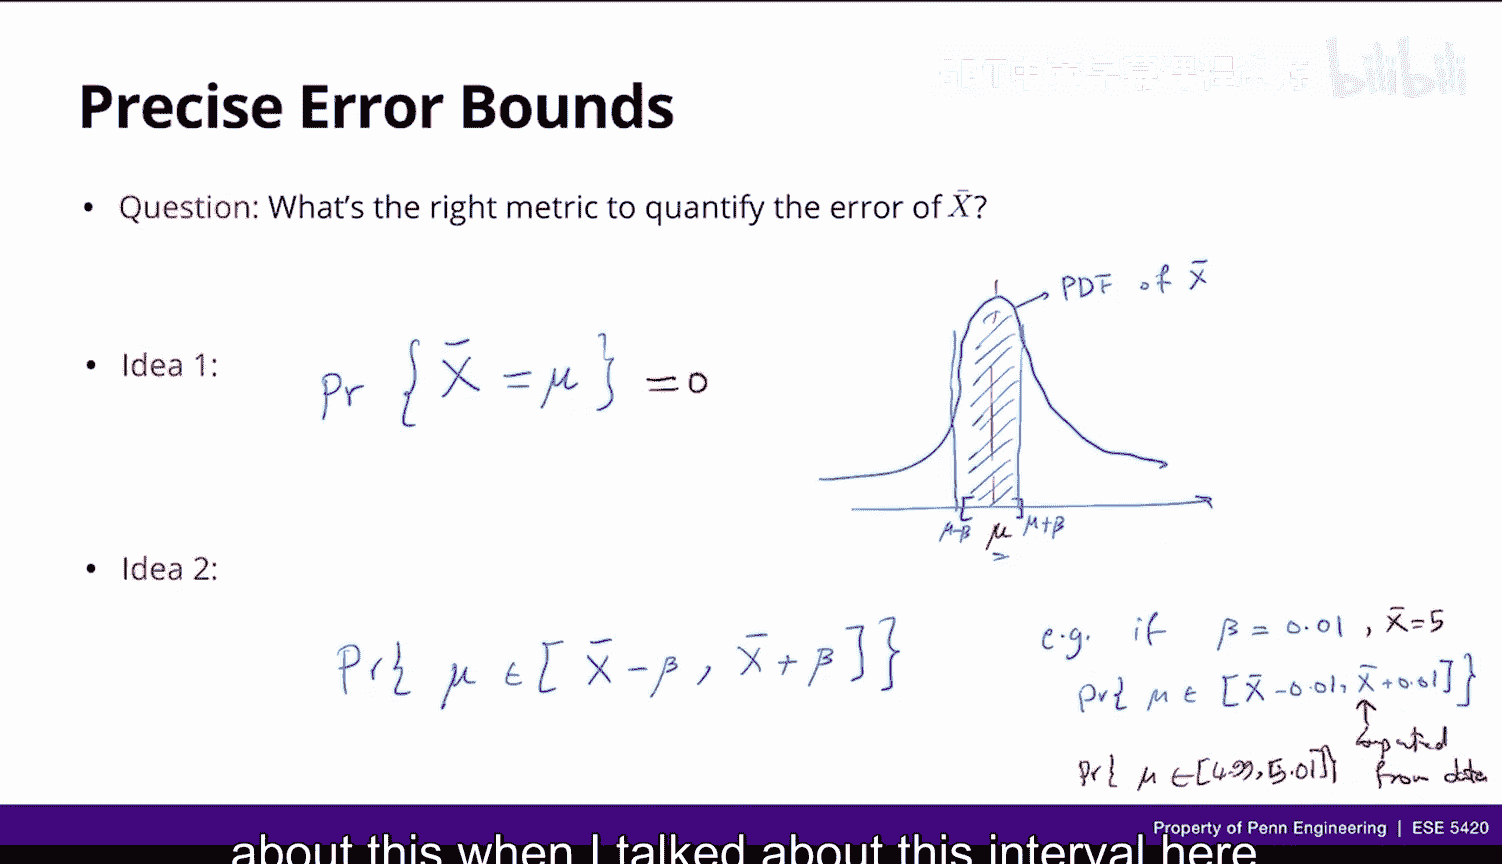 bilibili
Precise Error Bounds
• Question: What's the right metric to quantify the error of X̄?
PDF of X̄
• Idea 1:
Pr { X̄ = μ } = 0
μ-β μ μ+β
• Idea 2:
Pr{ μ ∈ [ X̄ - β , X̄ + β ]}
e.g. if β = 0.01 , X̄=5
Pr{ μ ∈ [X̄ -0.01, X̄ +0.01]}
↑
Computed
from data
Pr{ μ ∈ [4.99, 5.01]}
Property of Penn Engineering | ESE 5420
about this when I talked about this interval here